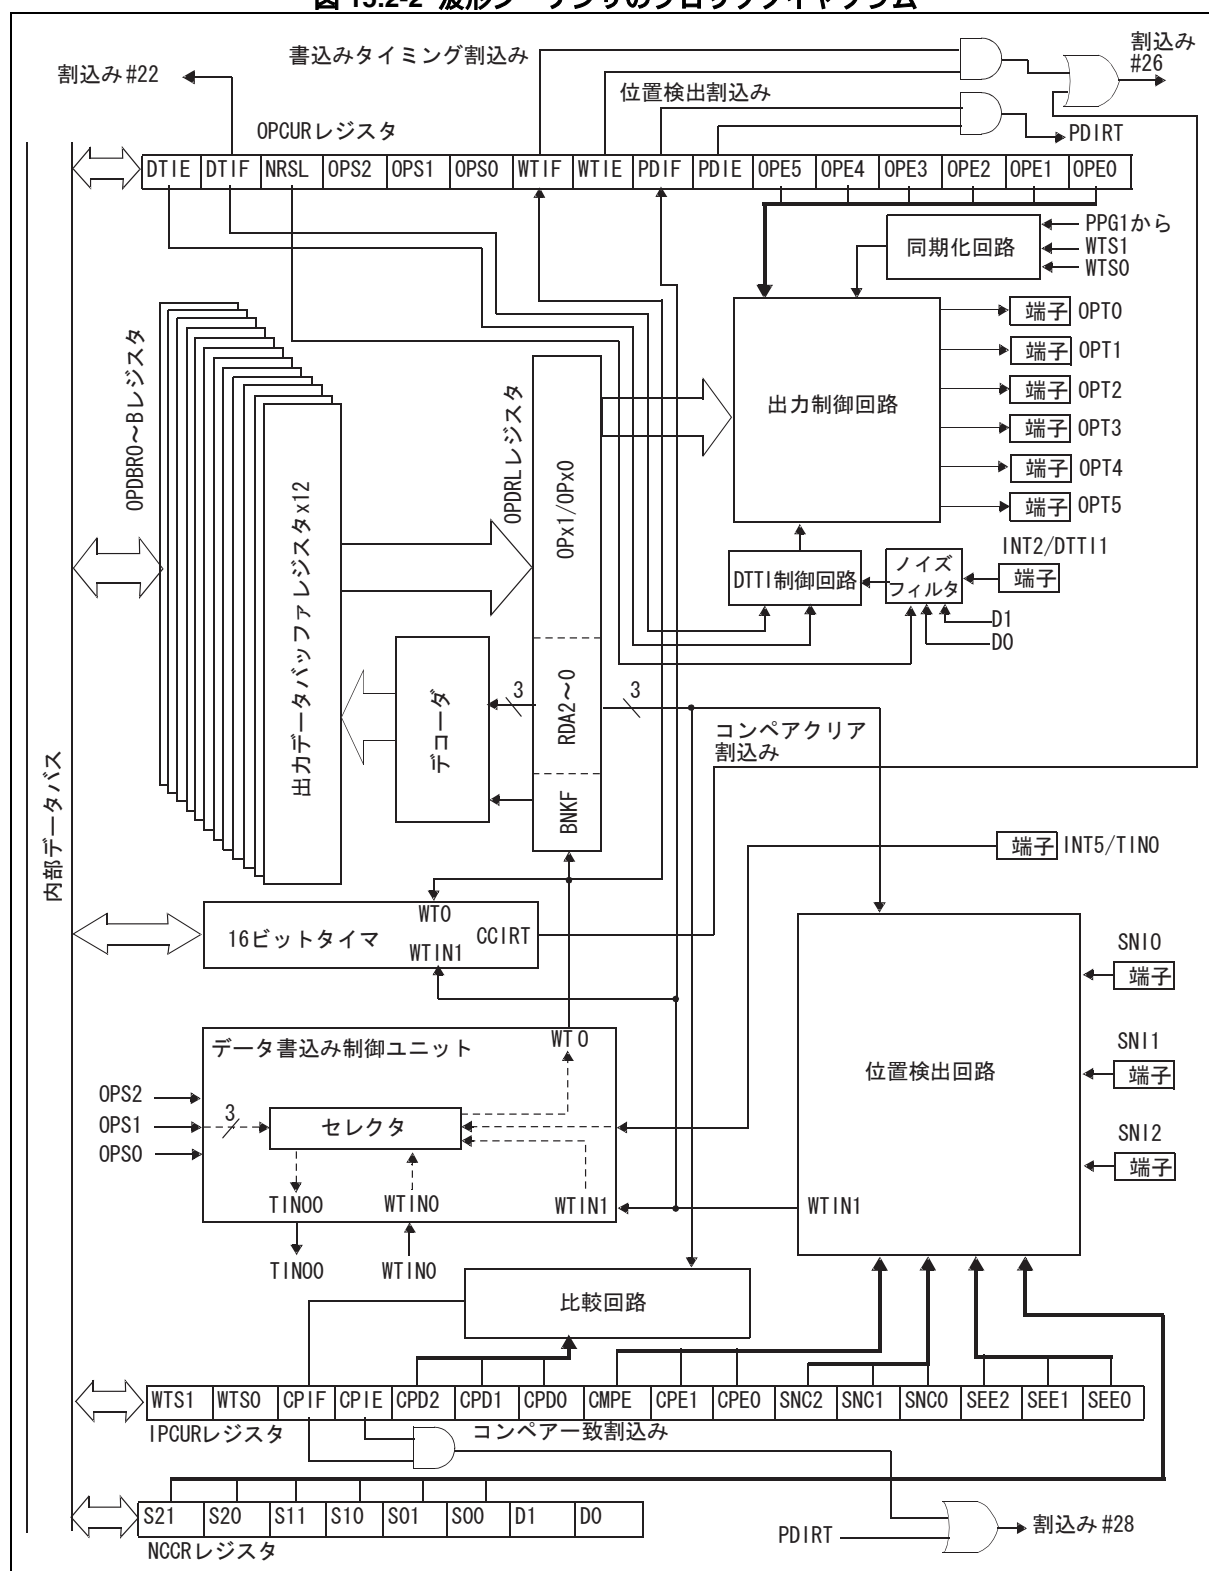 図 15.2-2 波形シーケンサのブロックダイヤグラム
書込みタイミング割込み
割込み
#26
割込み#22
位置検出割込み
OPCURレジスタ
PDIRT
DTIE DTIF NRSL OPS2 OPS1 OPS0 WTIF WTIE PDIF PDIE OPE5 OPE4 OPE3 OPE2 OPE1 OPE0
同期化回路
PPG1から
WTS1
WTS0
OPDBR0～Bレジスタ
出力データバッファレジスタx12
OPDRLレジスタ
OPx1/OPx0
RDA2～0
BNKF
出力制御回路
端子 OPT0
端子 OPT1
端子 OPT2
端子 OPT3
端子 OPT4
端子 OPT5
INT2/DTTI1
DTTI制御回路
ノイズ
フィルタ
端子
D1
D0
デコーダ
3
3
コンペアクリア
割込み
内部データバス
端子 INT5/TIN0
16ビットタイマ
WTO
WTIN1
CCIRT
SNI0
端子
データ書込み制御ユニット
WTO
位置検出回路
SNI1
端子
OPS2
OPS1
OPS0
3
セレクタ
SNI2
端子
TIN00
WTIN0
WTIN1
WTIN1
TIN00
WTIN0
比較回路
WTS1 WTS0 CPIF CPIE CPD2 CPD1 CPD0 CMPE CPE1 CPE0 SNC2 SNC1 SNC0 SEE2 SEE1 SEE0
IPCURレジスタ
コンペアー致割込み
S21 S20 S11 S10 S01 S00 D1 D0
NCCRレジスタ
PDIRT
割込み#28